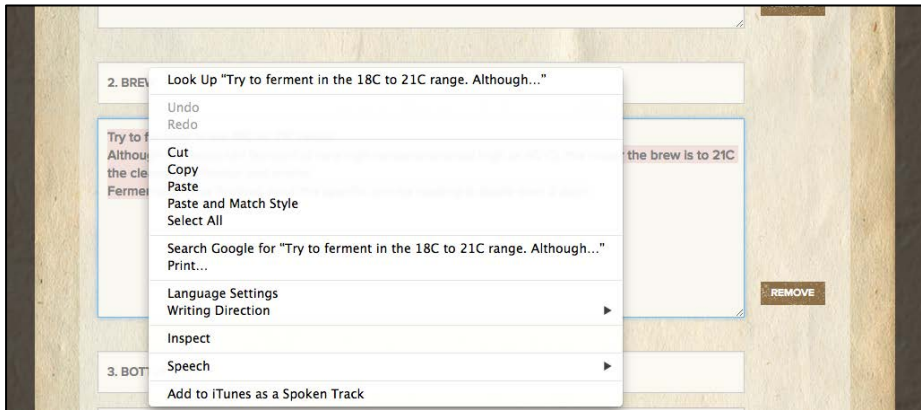 2. BREW
Look Up “Try to ferment in the 18C to 21C range. Although...”
Undo
Redo
Try to f
Althou
the brew is to 21C
the cle
Fermen
Cut
Copy
Paste
Paste and Match Style
Select All
Search Google for “Try to ferment in the 18C to 21C range. Although...”
Print...
Language Settings
Writing Direction
REMOVE
Inspect
Speech
3. BOT
Add to iTunes as a Spoken Track